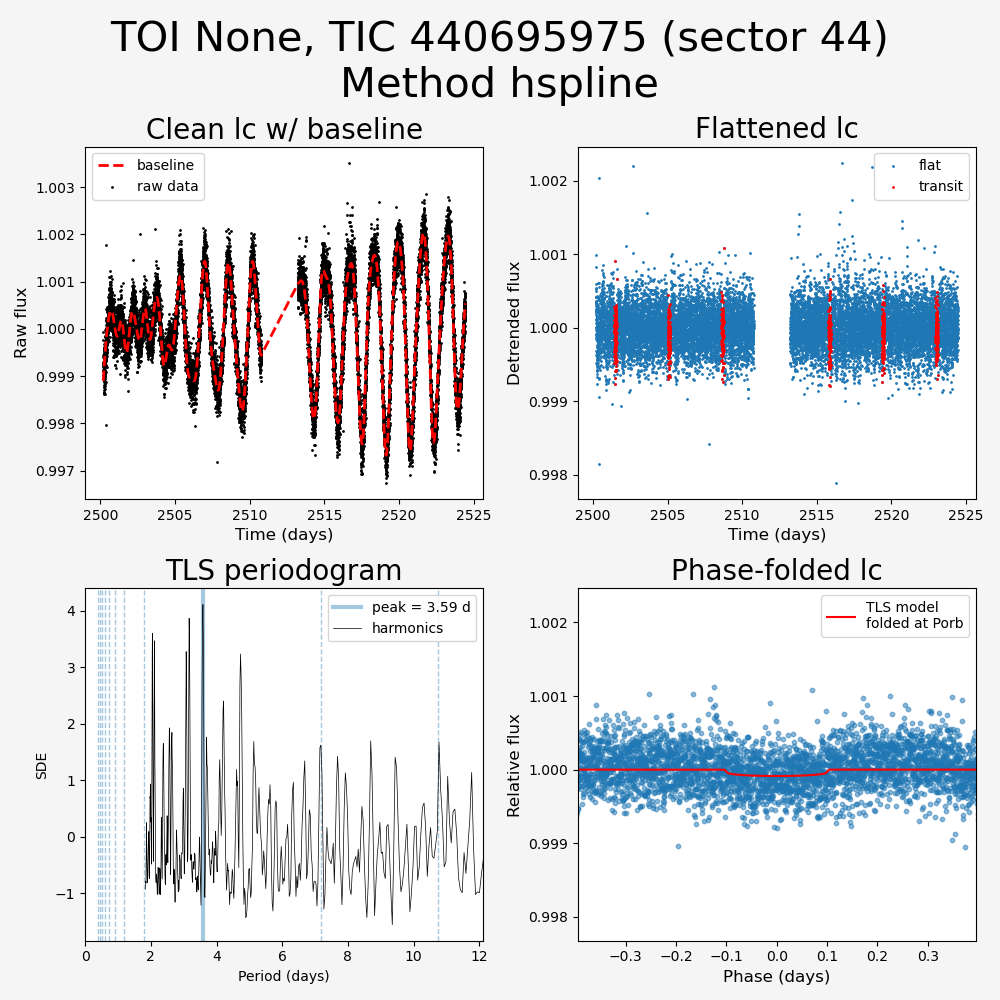 TOI None, TIC 440695975 (sector 44)
Method hspline
Clean lc w/ baseline
baseline
raw data
1.003
1.002
1.001
1.000
0.999
0.998
0.997
Raw flux
2500 2505 2510 2515 2520 2525
Time (days)
Flattened lc
flat
transit
1.002
1.001
1.000
0.999
0.998
Detrended flux
2500 2505 2510 2515 2520 2525
Time (days)
TLS periodogram
peak = 3.59 d
harmonics
4
3
2
1
0
−1
SDE
0 2 4 6 8 10 12
Period (days)
Phase-folded lc
TLS model
folded at Porb
1.002
1.001
1.000
0.999
0.998
Relative flux
−0.3 −0.2 −0.1 0.0 0.1 0.2 0.3
Phase (days)